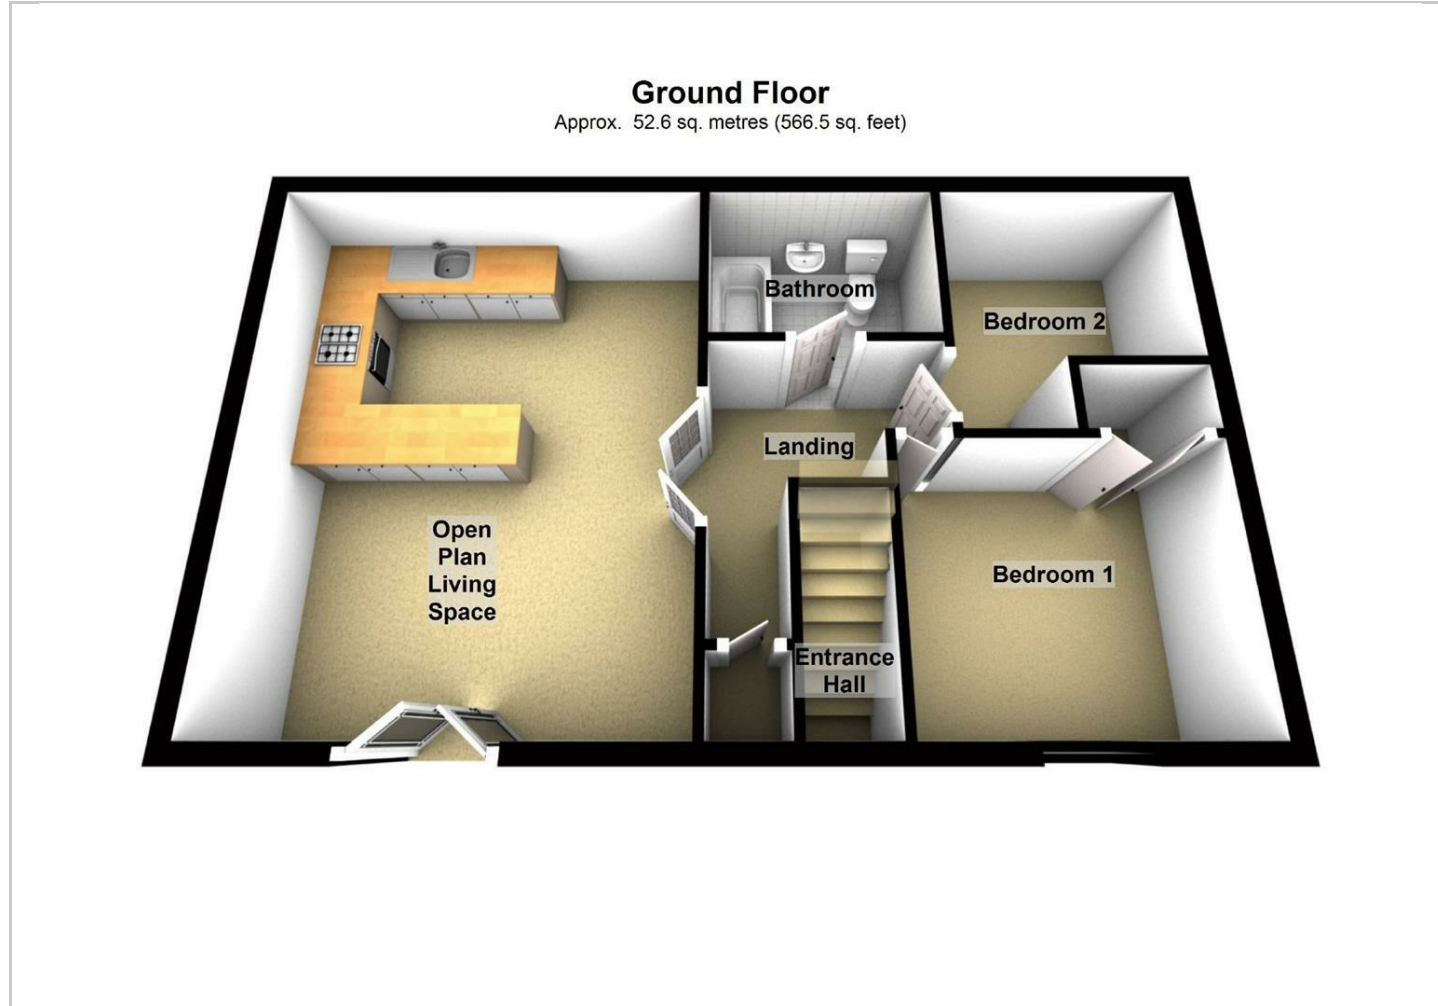 Ground Floor
Approx. 52.6 sq. metres (566.5 sq. feet)
Bathroom
Bedroom 2
Landing
Open
Plan
Living
Space
Bedroom 1
Entrance
Hall